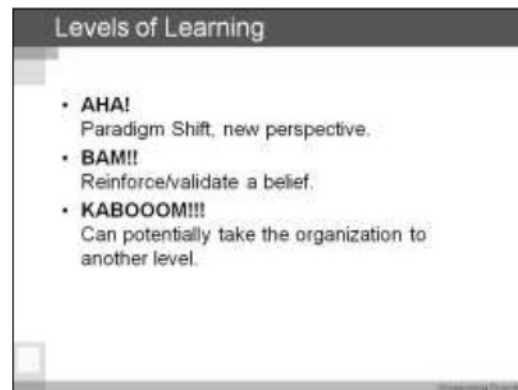 Levels of Learning
• AHA!
Paradigm Shift, new perspective.
• BAM!!
Reinforce/validate a belief.
• KABOOOM!!!
Can potentially take the organization to
another level.